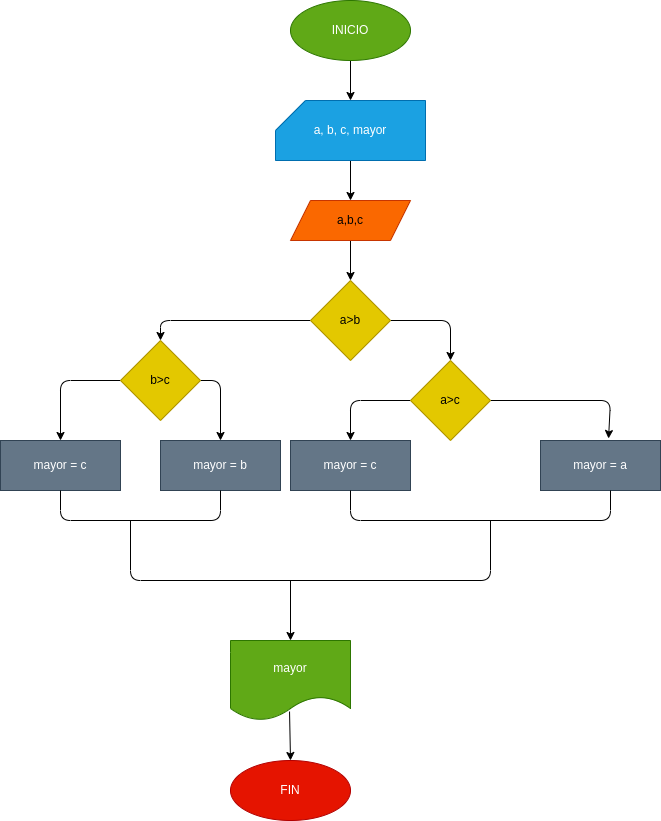 INICIO
a, b, c, mayor
a,b,c
a>b
b>c
a>c
mayor = c
mayor = b
mayor = c
mayor = a
mayor
FIN